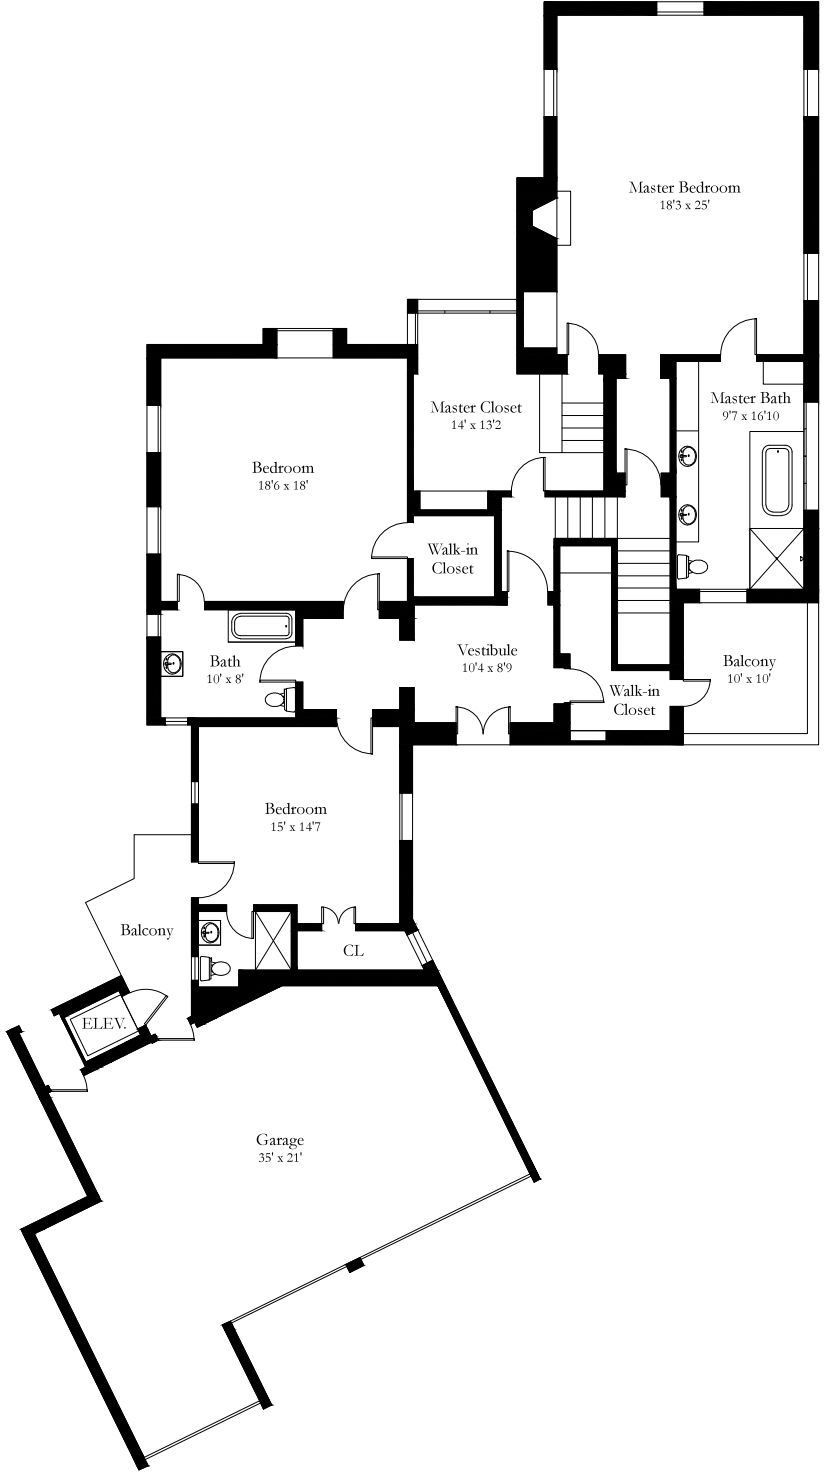 Master Bedroom
18'3 x 25'
Master Closet
14' x 13'2
Master Bath
9'7 x 16'10
Bedroom
18'6 x 18'
Walk-in
Closet
Bath
10' x 8'
Vestibule
10'4 x 8'9
Walk-in
Closet
Balcony
10' x 10'
Bedroom
15' x 14'7
Balcony
CL
ELEV.
Garage
35' x 21'